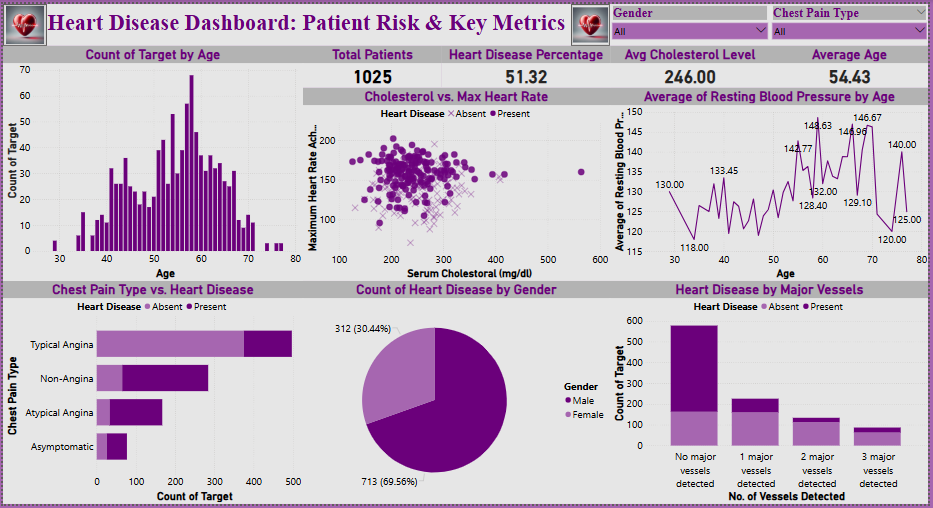 Heart Disease Dashboard: Patient Risk & Key Metrics
Gender
All
Chest Pain Type
All
Count of Target by Age
Count of Target
70
60
50
40
30
20
10
0
30
40
50
60
70
80
Age
Total Patients
1025
Heart Disease Percentage
51.32
Avg Cholesterol Level
246.00
Average Age
54.43
Cholesterol vs. Max Heart Rate
Heart Disease Absent Present
Maximum Heart Rate Ach...
200
150
100
100 200 300 400 500 600
Serum Cholestoral (mg/dl)
Average of Resting Blood Pressure by Age
Average of Resting Blood Pr...
150
145
140
135
130
125
120
115
130.00
118.00
133.45
142.77
128.40
148.63
132.00
146.96
129.10
146.67
120.00
140.00
125.00
30 40 50 60 70 80
Age
Chest Pain Type vs. Heart Disease
Heart Disease Absent Present
Chest Pain Type
Typical Angina
Non-Angina
Atypical Angina
Asymptomatic
0 100 200 300 400 500
Count of Target
Count of Heart Disease by Gender
312 (30.44%)
713 (69.56%)
Gender
Male
Female
Heart Disease by Major Vessels
Heart Disease Absent Present
Count of Target
600
500
400
300
200
100
0
No major vessels detected
1 major vessels detected
2 major vessels detected
3 major vessels detected
No. of Vessels Detected